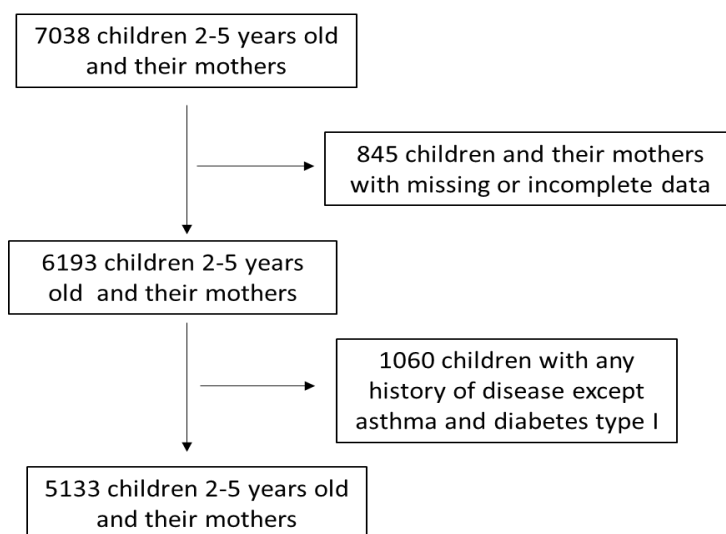 7038 children 2-5 years old
and their mothers
845 children and their mothers
with missing or incomplete data
6193 children 2-5 years
old  and their mothers
1060 children with any
history of disease except
asthma and diabetes type I
5133 children 2-5 years old
and their mothers